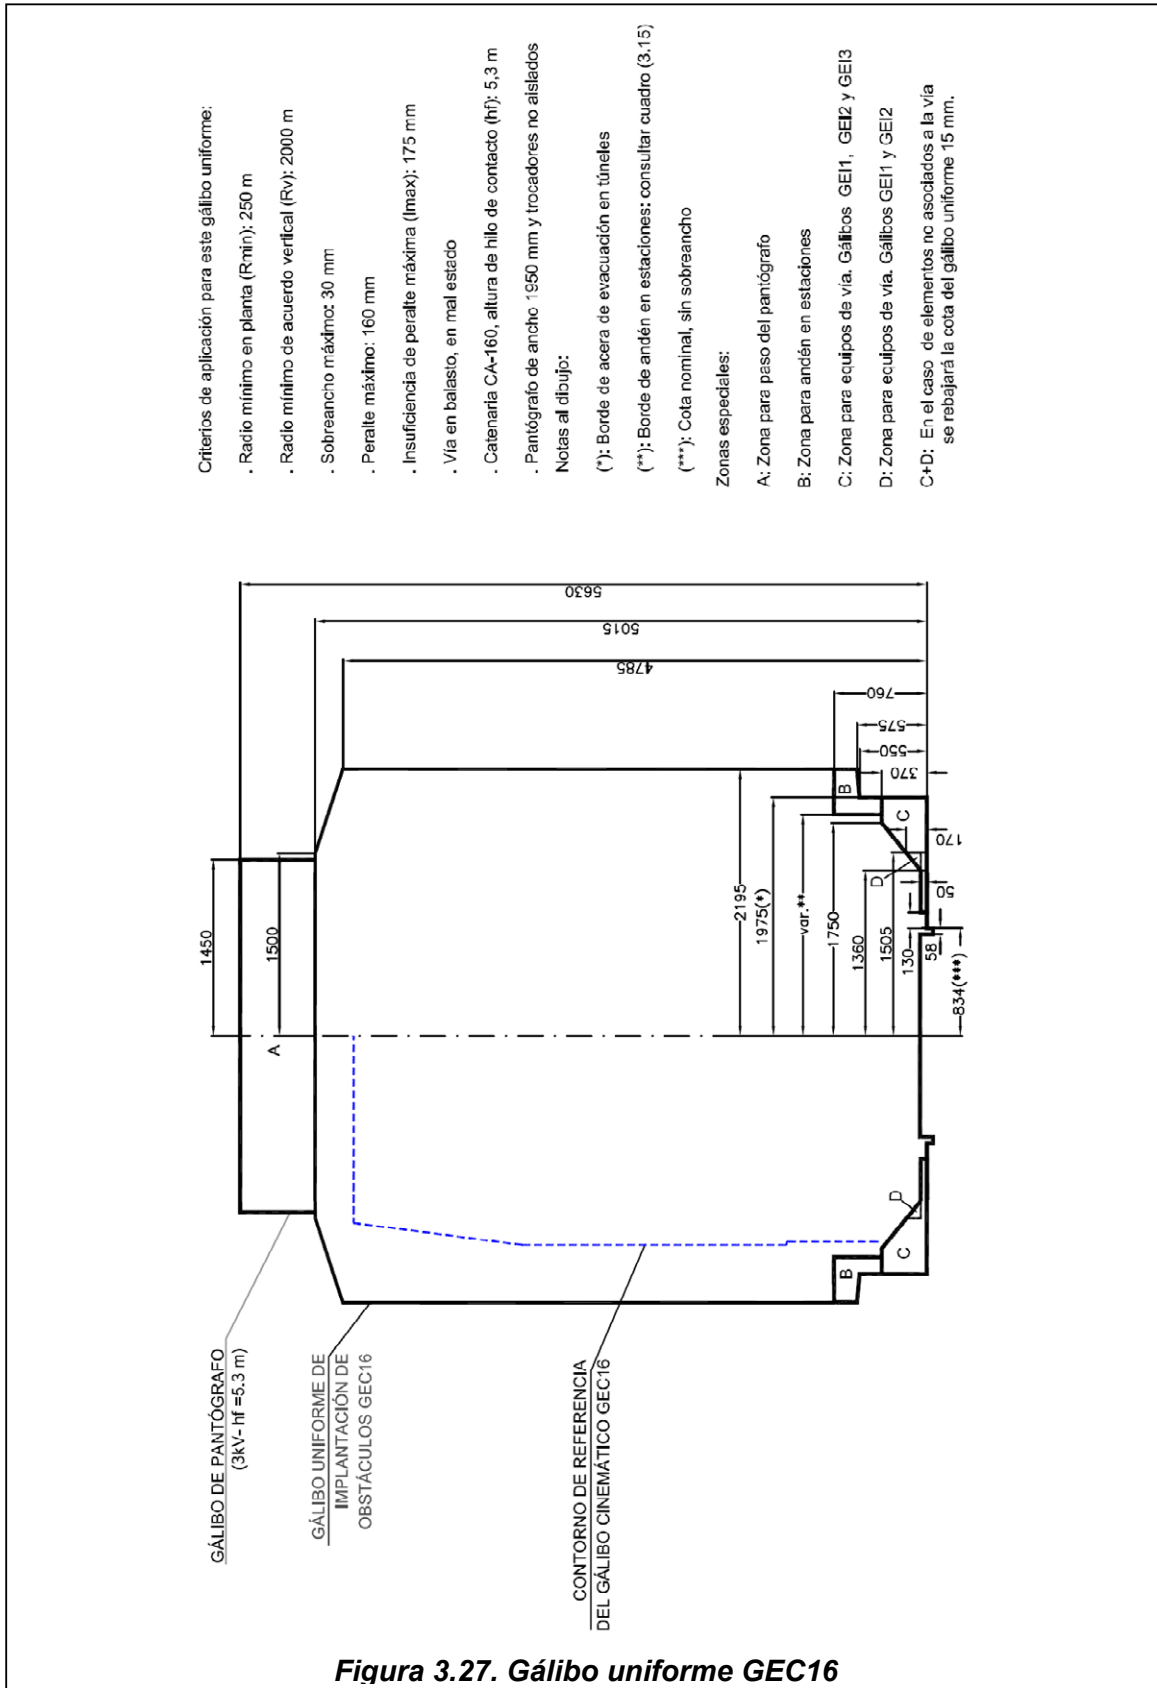 Criterios de aplicación para este gálibo uniforme:
. Radio mínimo en planta (Rmin): 250 m
. Radio mínimo de acuerdo vertical (Rv): 2000 m
. Sobreancho máximo: 30 mm
. Peralte máximo: 160 mm
. Insuficiencia de peralte máxima (Imax): 175 mm
. Vía en balasto, en mal estado
. Catenaria CA-160, altura de hilo de contacto (hf): 5,3 m
. Pantógrafo de ancho 1950 mm y trocadores no aislados
Notas al dibujo:
(*): Borde de acera de evacuación en túneles
(**): Borde de andén en estaciones: consultar cuadro (3.15)
(***): Cota nominal, sin sobreancho
Zonas especiales:
A: Zona para paso del pantógrafo
B: Zona para andén en estaciones
C: Zona para equipos de vía. Gálibos GEI1, GEI2 y GEI3
D: Zona para equipos de vía. Gálibos GEI1 y GEI2
C+D: En el caso de elementos no asociados a la vía
se rebajará la cota del gálibo uniforme 15 mm.
5630
5015
4785
760
575
550
370
170
50
1450
1500
A
2195
1975(*)
var.**
1750
1360
1505
130
58
834(***)
B
C
D
B
C
D
GÁLIBO DE PANTÓGRAFO
(3kV- hf =5.3 m)
GÁLIBO UNIFORME DE
IMPLANTACIÓN DE
OBSTÁCULOS GEC16
CONTORNO DE REFERENCIA
DEL GÁLIBO CINEMÁTICO GEC16
Figura 3.27. Gálibo uniforme GEC16